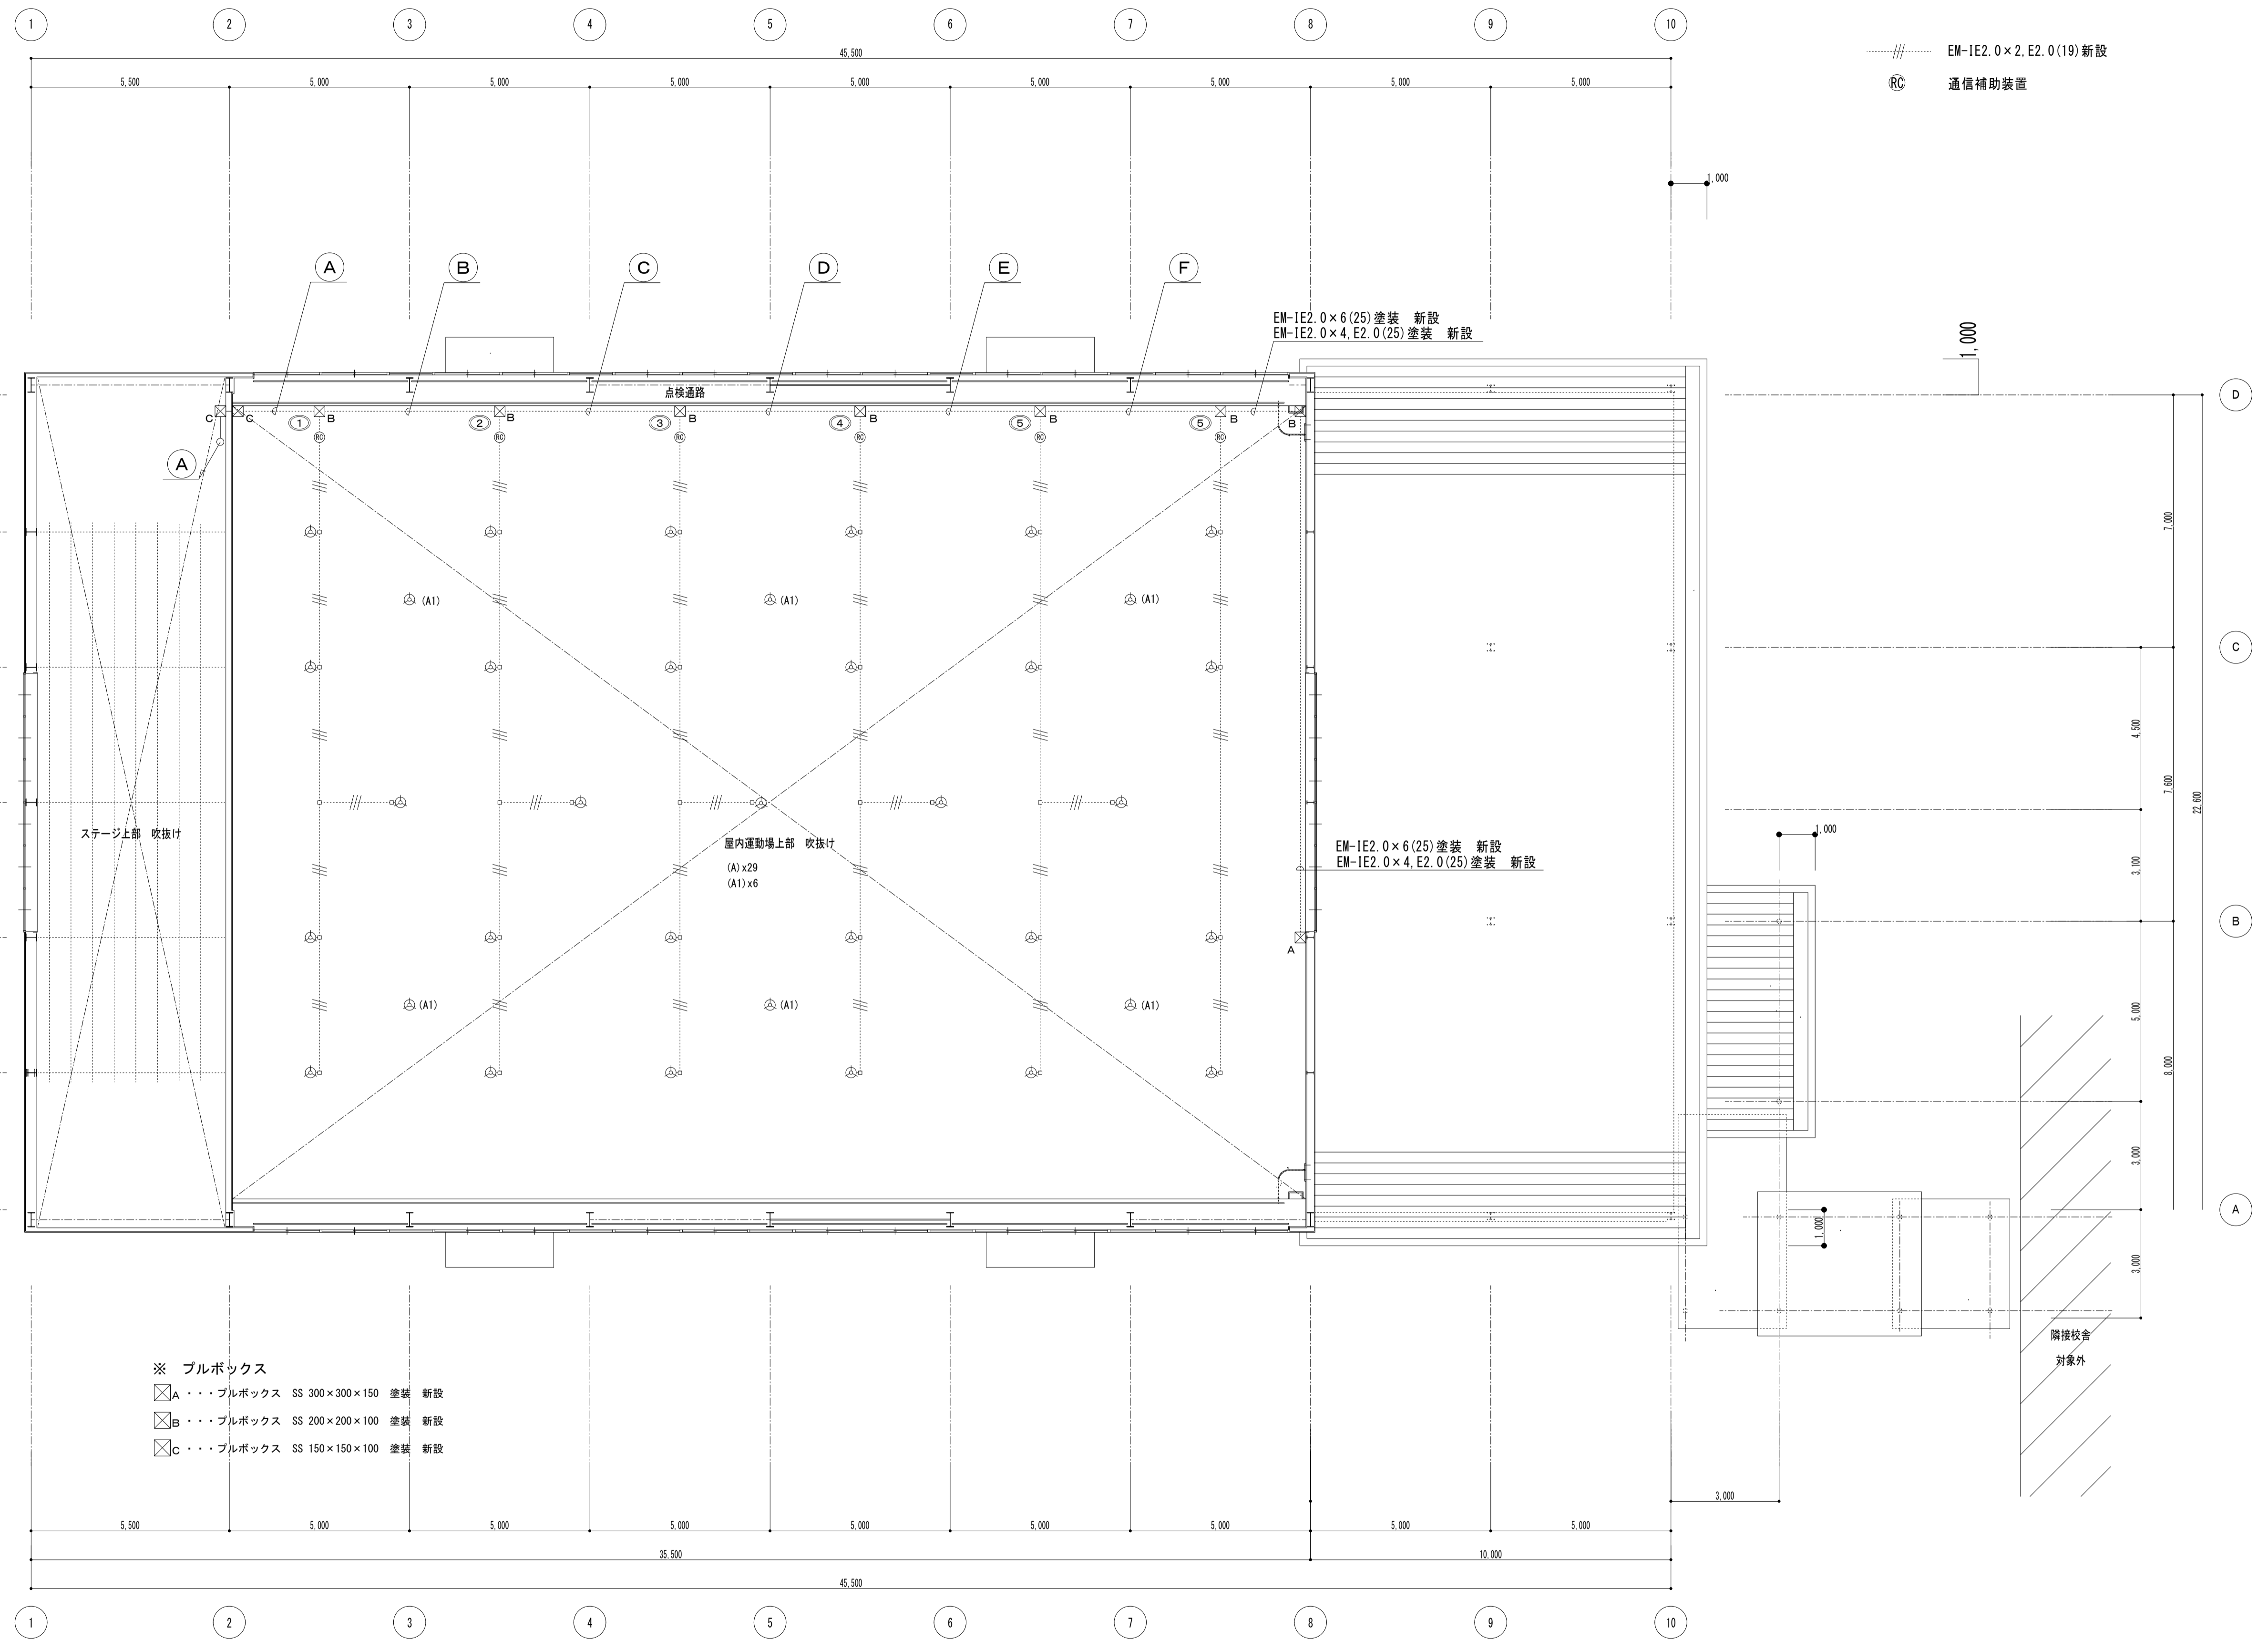 1 2 3 4 5 6 7 8 9 10
45,500
5,500 5,000 5,000 5,000 5,000 5,000 5,000 5,000 5,000
EM-IE2.0×2,E2.0(19)新設
RC 通信補助装置
1,000
A B C D E F
EM-IE2.0×6(25)塗装 新設
EM-IE2.0×4,E2.0(25)塗装 新設
1,000
点検通路
D
C C B B B B B B B
1 2 3 4 5 5
RC RC RC RC RC RC
A
7,000
(A1) (A1) (A1)
C
4,500
7,600
22,600
ステージ上部 吹抜け
屋内運動場上部 吹抜け
(A)x29
(A1)x6
1,000
EM-IE2.0×6(25)塗装 新設
EM-IE2.0×4,E2.0(25)塗装 新設
3,100
B
A
(A1) (A1) (A1)
5,000
8,000
3,000
A
1,000
3,000
隣接校舎
対象外
※ プルボックス
A ・・・プルボックス SS 300×300×150 塗装 新設
B ・・・プルボックス SS 200×200×100 塗装 新設
C ・・・プルボックス SS 150×150×100 塗装 新設
3,000
5,500 5,000 5,000 5,000 5,000 5,000 5,000 5,000 5,000
35,500 10,000
45,500
1 2 3 4 5 6 7 8 9 10